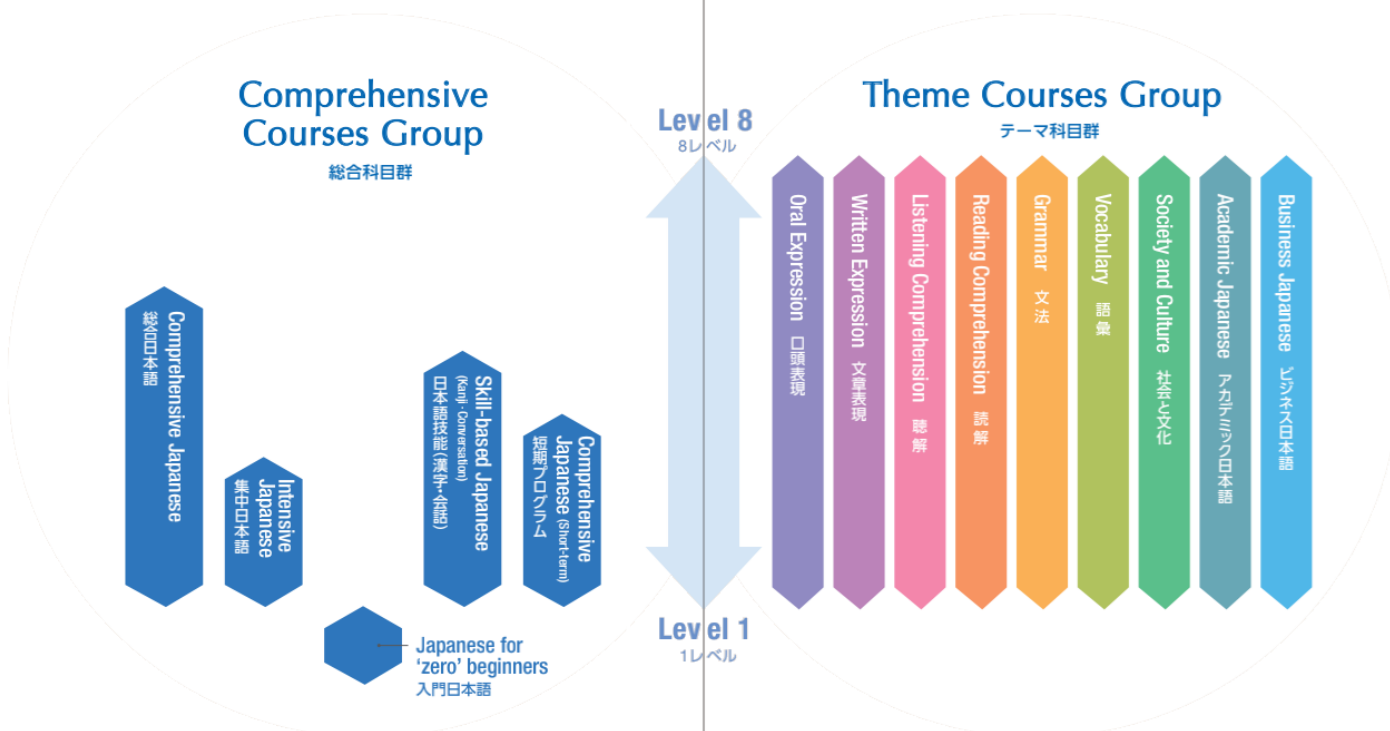 Comprehensive
Courses Group
総合科目群
Comprehensive Japanese
総合日本語
Intensive
Japanese
集中日本語
Japanese for
‘zero’ beginners
入門日本語
Skill-based Japanese
(Kanji・Conversation)
日本語技能(漢字・会話)
Comprehensive
Japanese (Short-term)
短期プログラム
Level 8
8レベル
Level 1
1レベル
Theme Courses Group
テーマ科目群
Oral Expression 口頭表現
Written Expression 文章表現
Listening Comprehension 聴解
Reading Comprehension 読解
Grammar 文法
Vocabulary 語彙
Society and Culture 社会と文化
Academic Japanese アカデミック日本語
Business Japanese ビジネス日本語